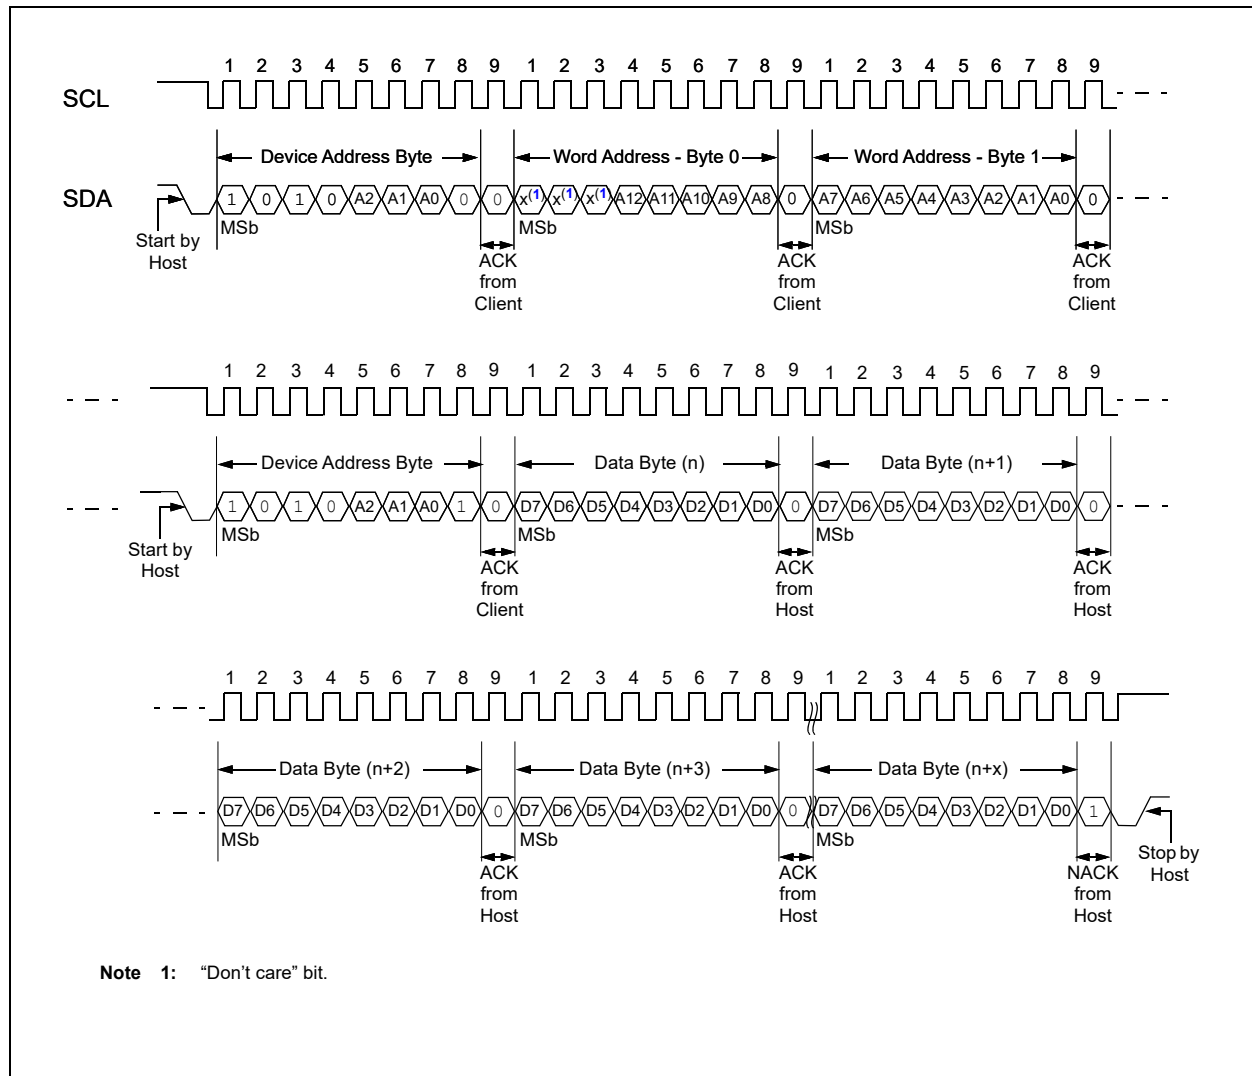 1 2 3 4 5 6 7 8 9 1 2 3 4 5 6 7 8 9 1 2 3 4 5 6 7 8 9
SCL
Device Address Byte Word Address - Byte 0 Word Address - Byte 1
SDA 1 0 1 0 A2 A1 A0 0 0 x(1) x(1) x(1) A12 A11 A10 A9 A8 0 A7 A6 A5 A4 A3 A2 A1 A0 0
MSb MSb MSb
Start by
Host
ACK
from
Client
ACK
from
Client
ACK
from
Client
1 2 3 4 5 6 7 8 9 1 2 3 4 5 6 7 8 9 1 2 3 4 5 6 7 8 9
Device Address Byte Data Byte (n) Data Byte (n+1)
1 0 1 0 A2 A1 A0 1 0 D7 D6 D5 D4 D3 D2 D1 D0 0 D7 D6 D5 D4 D3 D2 D1 D0 0
MSb MSb MSb
Start by
Host
ACK
from
Client
ACK
from
Host
ACK
from
Host
1 2 3 4 5 6 7 8 9 1 2 3 4 5 6 7 8 9 1 2 3 4 5 6 7 8 9
Data Byte (n+2) Data Byte (n+3) Data Byte (n+x)
D7 D6 D5 D4 D3 D2 D1 D0 0 D7 D6 D5 D4 D3 D2 D1 D0 0 D7 D6 D5 D4 D3 D2 D1 D0 1
MSb MSb MSb
ACK
from
Host
ACK
from
Host
NACK
from
Host
Stop by
Host
Note 1: “Don’t care” bit.